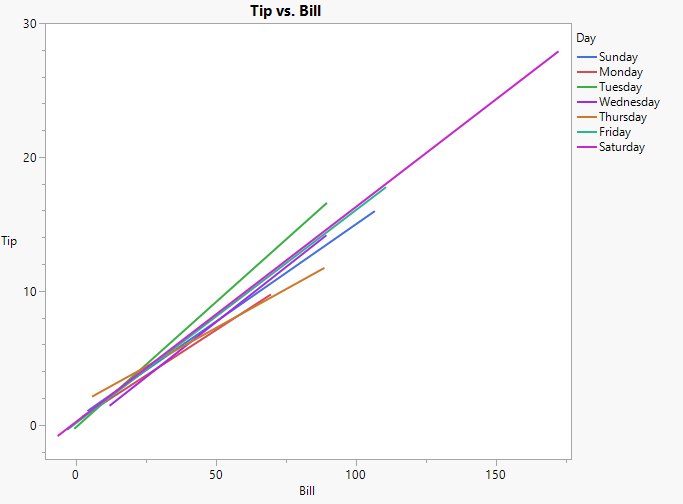 Tip vs. Bill
30
20
10
0
Tip
0 50 100 150
Bill
Day
Sunday
Monday
Tuesday
Wednesday
Thursday
Friday
Saturday